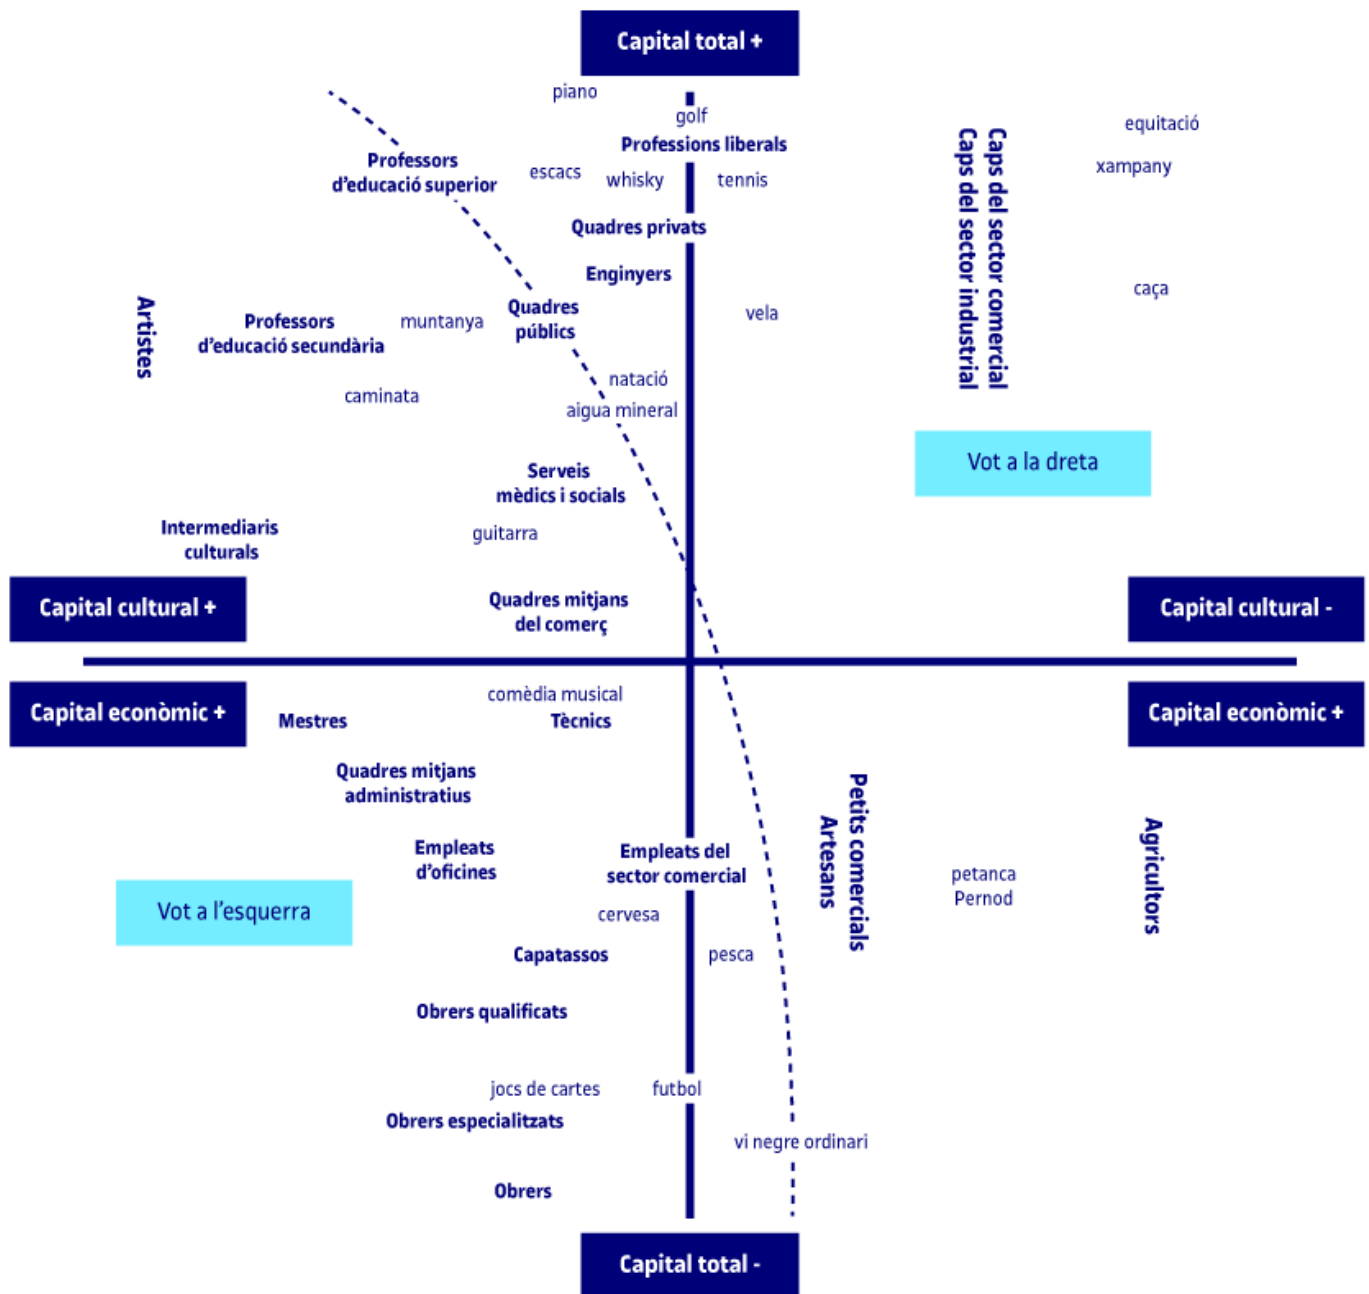 Capital total +
piano
golf
equitació
Professions liberals
Professors
d'educació superior
escacs
whisky
tennis
xampany
Caps del sector comercial
Caps del sector industrial
Quadres privats
Enginyers
caça
Artistes
Professors
d'educació secundària
muntanya
Quadres
públics
vela
natació
caminata
aigua mineral
Vot a la dreta
Serveis
mèdics i socials
Intermediaris
culturals
guitarra
Capital cultural +
Quadres mitjans
del comerç
Capital cultural -
Capital econòmic +
comèdia musical
Mestres
Tècnics
Capital econòmic +
Quadres mitjans
administratius
Petits comercials
Artesans
Agricultors
Empleats
d'oficines
Empleats del
sector comercial
petanca
Pernod
Vot a l'esquerra
cervesa
Capatassos
pesca
Obrers qualificats
jocs de cartes
futbol
Obrers especialitzats
vi negre ordinari
Obrers
Capital total -